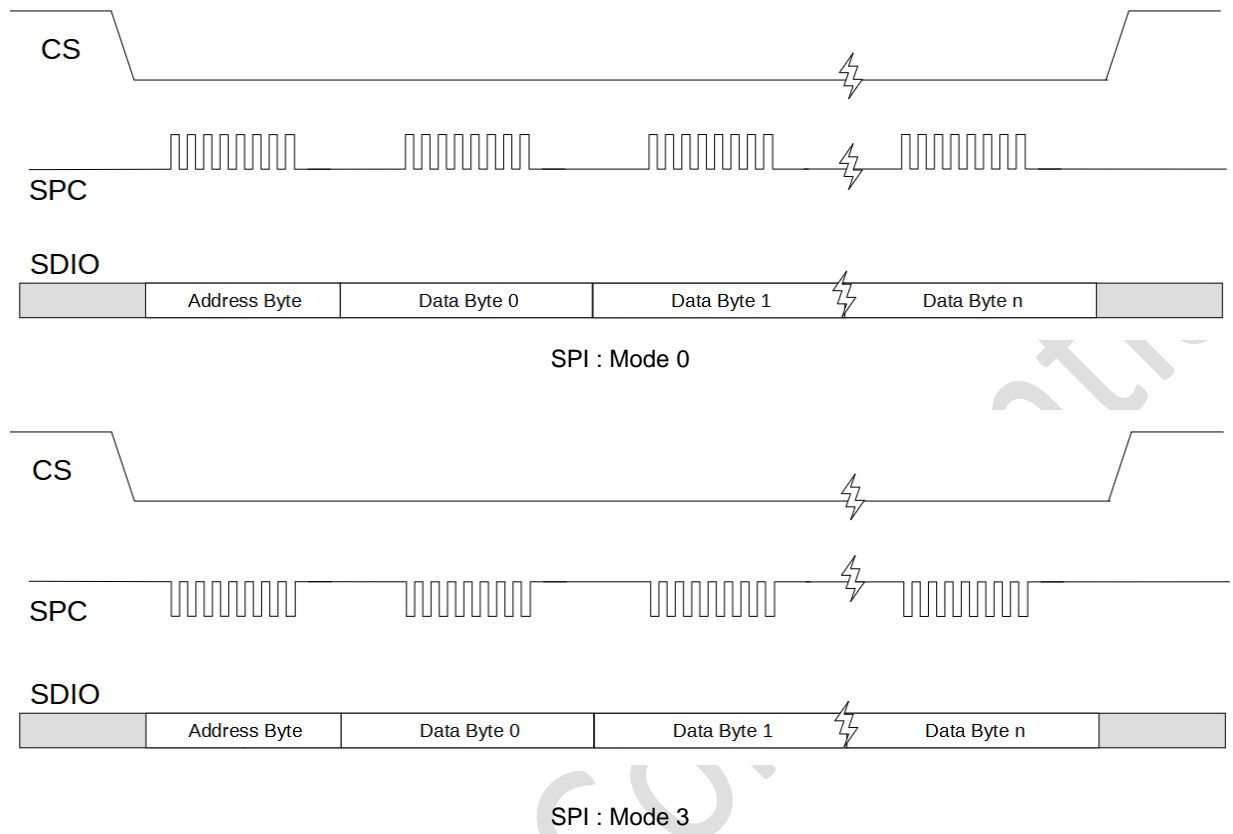 CS
SPC
SDIO
Address Byte Data Byte 0 Data Byte 1 Data Byte n
SPI : Mode 0
CS
SPC
SDIO
Address Byte Data Byte 0 Data Byte 1 Data Byte n
SPI : Mode 3